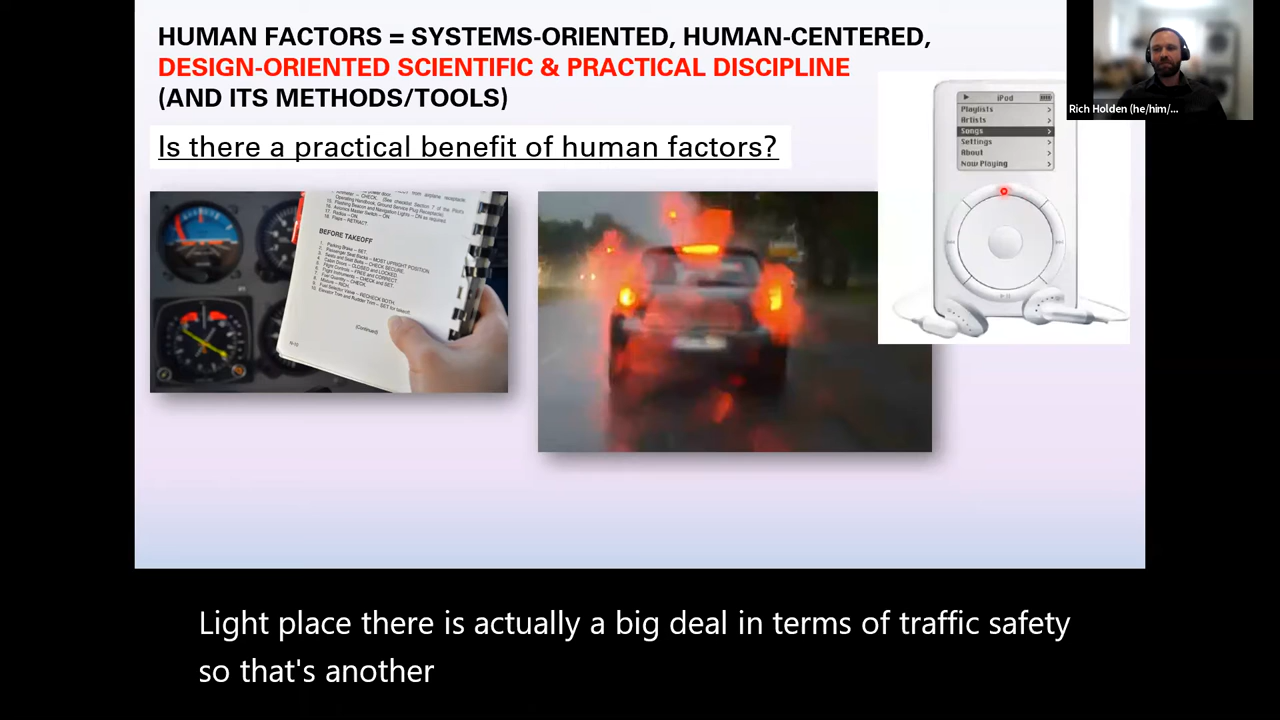 HUMAN FACTORS = SYSTEMS-ORIENTED, HUMAN-CENTERED,
DESIGN-ORIENTED SCIENTIFIC & PRACTICAL DISCIPLINE
(AND ITS METHODS/TOOLS)
Is there a practical benefit of human factors?
iPod
Playlists
Artists
Songs
Settings
About
Now Playing
Rich Holden (he/him/...
BEFORE TAKEOFF
(Continued)
Light place there is actually a big deal in terms of traffic safety
so that's another